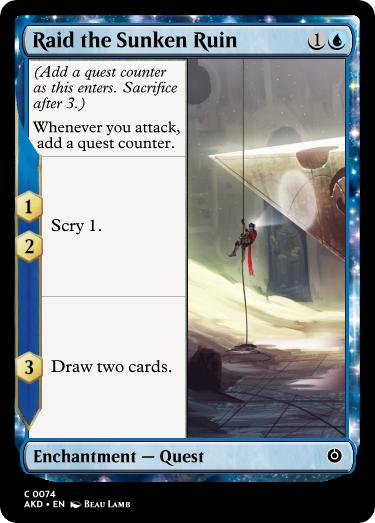 Raid the Sunken Ruin 1
(Add a quest counter
as this enters. Sacrifice
after 3.)
Whenever you attack,
add a quest counter.
1
Scry 1.
2
3
Draw two cards.
Enchantment — Quest
C 0074
AKD • EN Beau Lamb